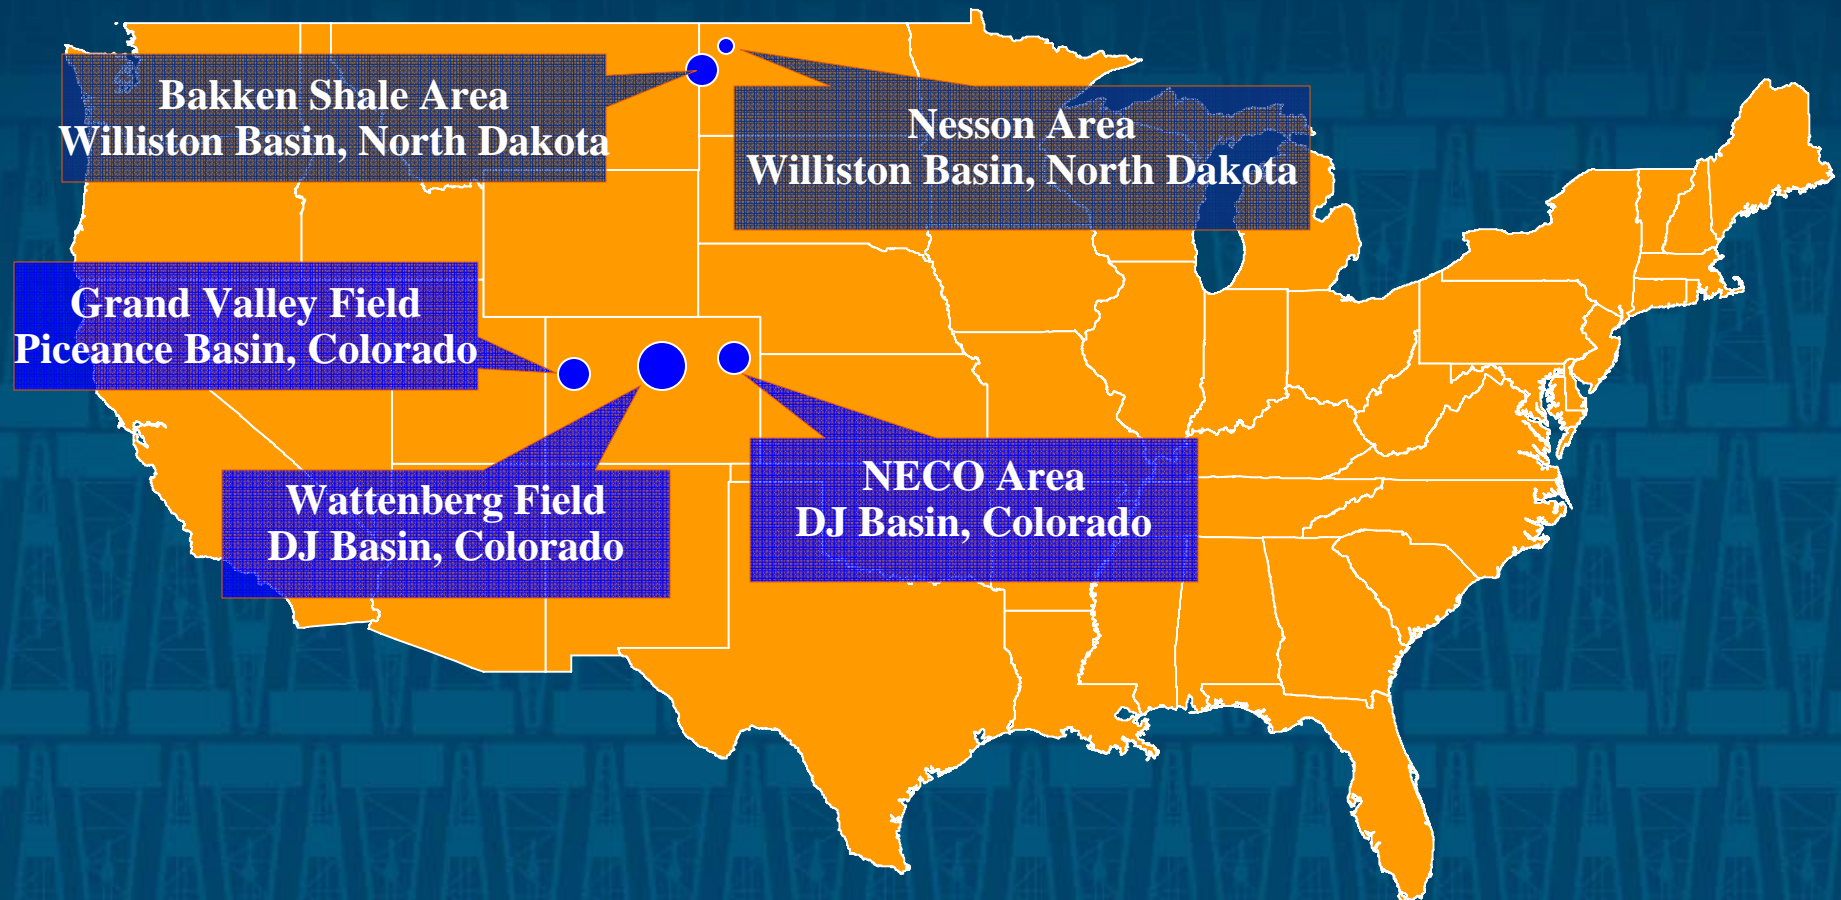 Bakken Shale Area
Williston Basin, North Dakota
Nesson Area
Williston Basin, North Dakota
Grand Valley Field
Piceance Basin, Colorado
Wattenberg Field
DJ Basin, Colorado
NECO Area
DJ Basin, Colorado